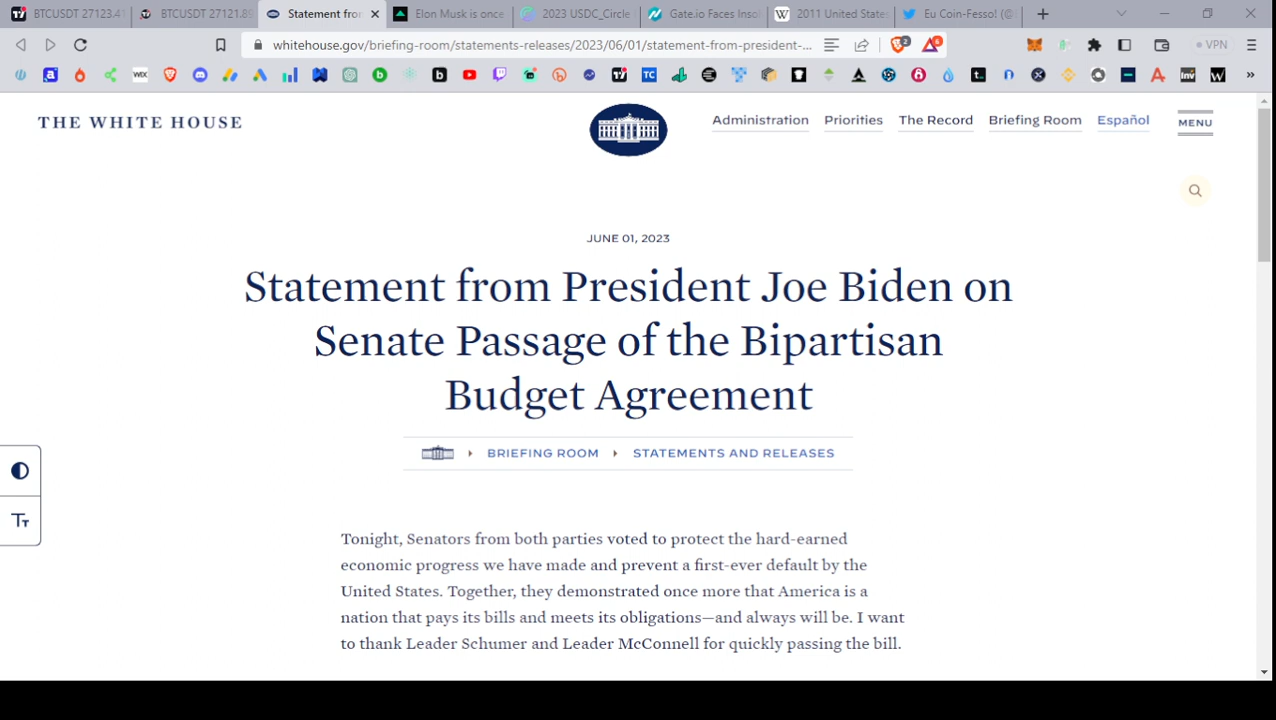 BTCUSDT 27123.41
BTCUSDT 27121.89
Statement from
Elon Musk is once
2023 USDC_Circle
Gate.io Faces Insol
2011 United States
Eu Coin-Fesso! (@
whitehouse.gov/briefing-room/statements-releases/2023/06/01/statement-from-president-...
VPN
THE WHITE HOUSE
Administration
Priorities
The Record
Briefing Room
Español
MENU
JUNE 01, 2023
Statement from President Joe Biden on
Senate Passage of the Bipartisan
Budget Agreement
BRIEFING ROOM
STATEMENTS AND RELEASES
Tonight, Senators from both parties voted to protect the hard-earned
economic progress we have made and prevent a first-ever default by the
United States. Together, they demonstrated once more that America is a
nation that pays its bills and meets its obligations—and always will be. I want
to thank Leader Schumer and Leader McConnell for quickly passing the bill.